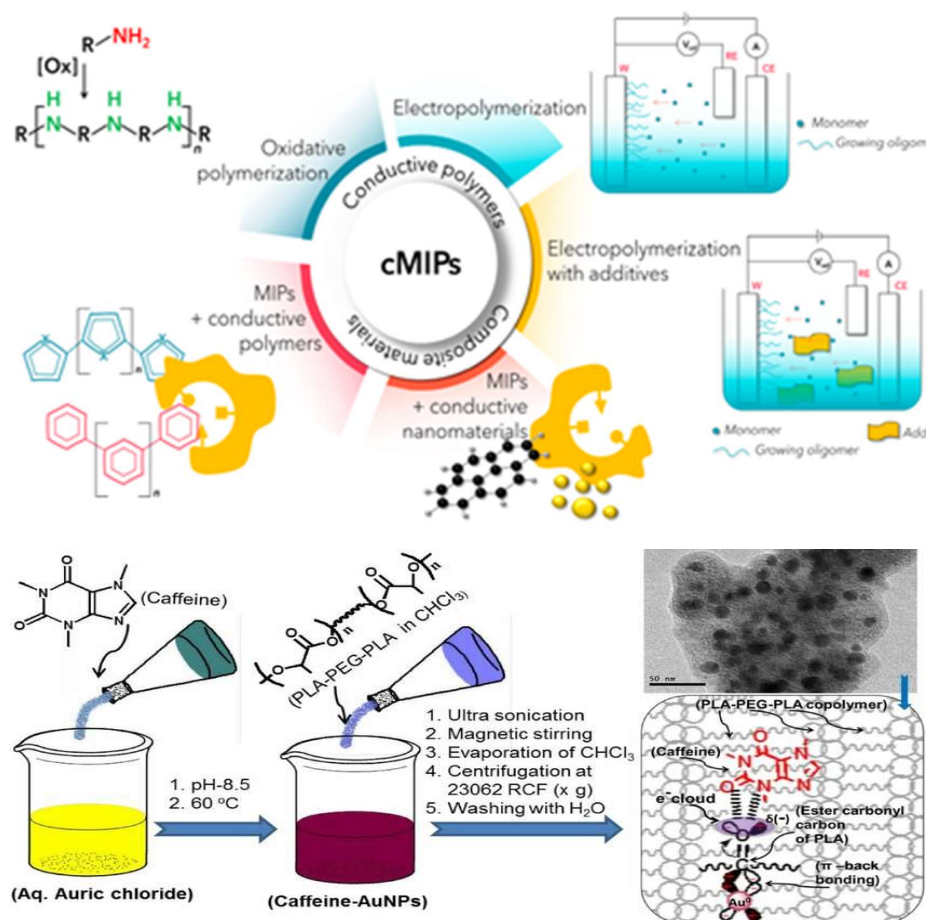 R—NH2
[Ox]
R[N—R—N—R—N]nR
H H H
Oxidative
polymerization
Electropolymerization
Conductive polymers
cMIPs
Composite materials
Electropolymerization
with additives
MIPs
+ conductive
polymers
MIPs
+ conductive
nanomaterials
W
RE
CE
A
Monomer
Growing oligom
W
RE
CE
A
Monomer
Growing oligomer
Add
X
X
X
n
n
(Caffeine)
O
N
N
O
N
N
(PLA-PEG-PLA in CHCl3)
1. pH-8.5
2. 60 °C
(Aq. Auric chloride)
(Caffeine-AuNPs)
1. Ultra sonication
2. Magnetic stirring
3. Evaporation of CHCl3
4. Centrifugation at
23062 RCF (x g)
5. Washing with H2O
50 nm
(PLA-PEG-PLA copolymer)
(Caffeine)
e-cloud
δ(-)
(Ester carbonyl
carbon
of PLA)
(π –back
bonding)
Au0